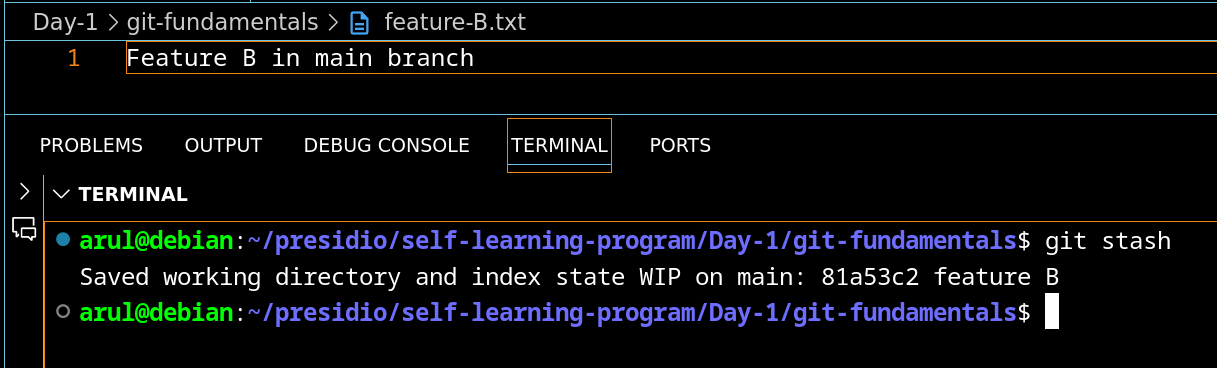 Day-1 > git-fundamentals > feature-B.txt
1 Feature B in main branch
PROBLEMS OUTPUT DEBUG CONSOLE TERMINAL PORTS
TERMINAL
arul@debian:~/presidio/self-learning-program/Day-1/git-fundamentals$ git stash
Saved working directory and index state WIP on main: 81a53c2 feature B
arul@debian:~/presidio/self-learning-program/Day-1/git-fundamentals$